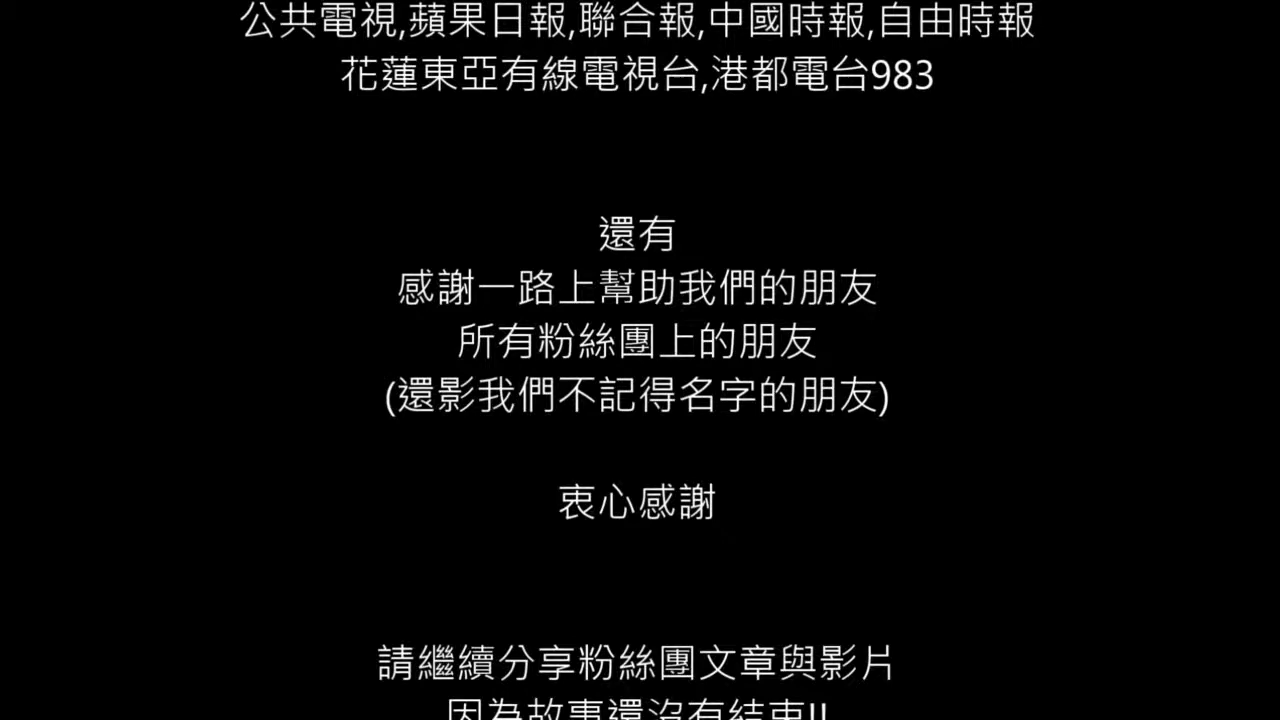 公共電視,蘋果日報,聯合報,中國時報,自由時報
花蓮東亞有線電視台,港都電台983
還有
感謝一路上幫助我們的朋友
所有粉絲團上的朋友
(還影我們不記得名字的朋友)
衷心感謝
請繼續分享粉絲團文章與影片
因為故事還沒有結束!!